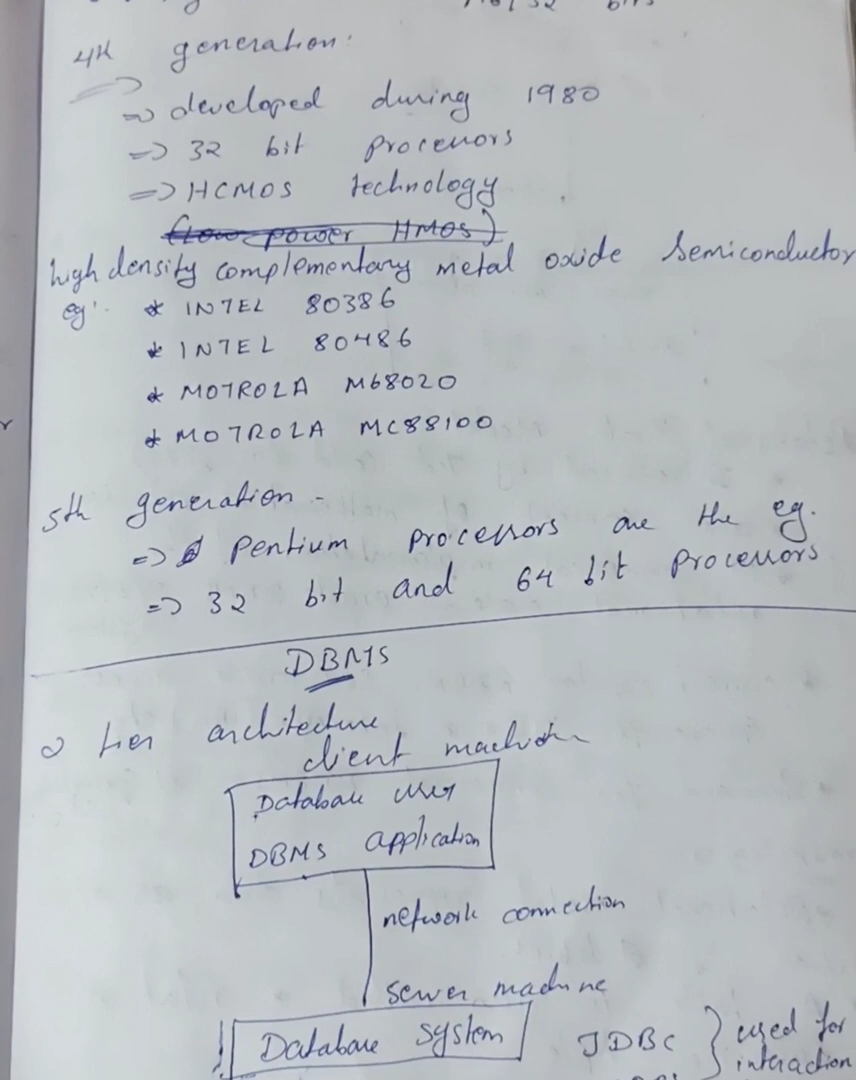 4th generation:
=> developed during 1980
=> 32 bit processors
=> HCMOS technology
(Low power HMOS)
high density complementary metal oxide semiconductor
eg: * INTEL 80386
* INTEL 80486
* MOTROLA M68020
* MOTROLA MC88100
5th generation -
=> Pentium processors are the eg.
=> 32 bit and 64 bit processors
DBMS
2 tier architecture
client machine
Database user
DBMS application
network connection
server machine
Database system
JDBC } used for
interaction